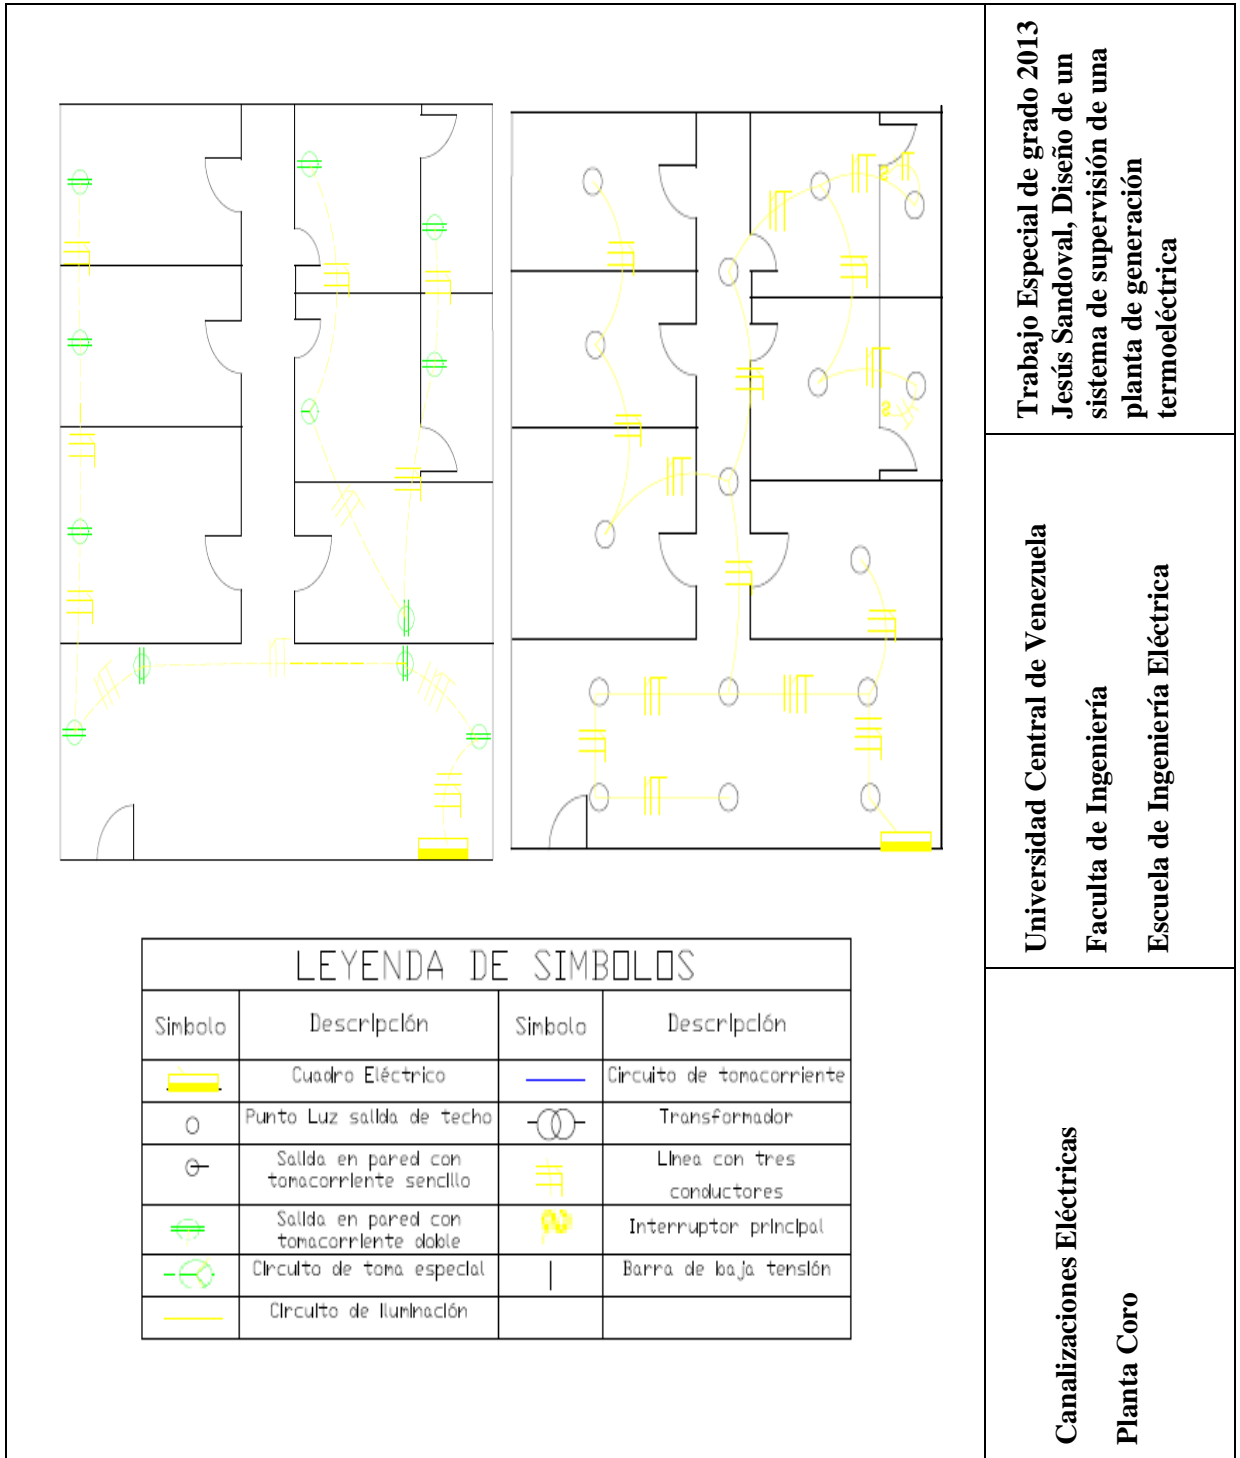 Trabajo Especial de grado 2013
Jesús Sandoval, Diseño de un
sistema de supervisión de una
planta de generación
termoeléctrica
Universidad Central de Venezuela
Faculta de Ingeniería
Escuela de Ingeniería Eléctrica
Canalizaciones Eléctricas
Planta Coro
S
S
LEYENDA DE SIMBOLOS
Simbolo
Descripción
Simbolo
Descripción
Cuadro Eléctrico
Circuito de tomacorriente
Punto Luz salida de techo
Transformador
Salida en pared con
tomacorriente sencillo
Linea con tres
conductores
Salida en pared con
tomacorriente doble
Interruptor principal
Circuito de toma especial
Barra de baja tensión
Circuito de iluminación